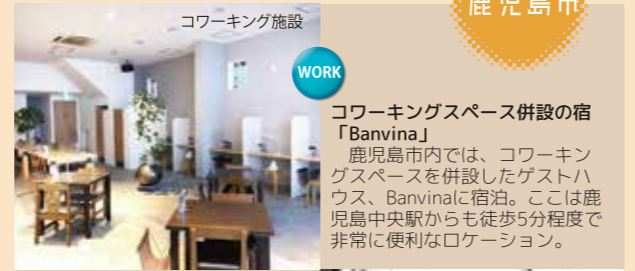 コワーキング施設
鹿児島市
WORK
コワーキングスペース併設の宿
「Banvina」
　鹿児島市内では、コワーキン
グスペースを併設したゲストハ
ウス、Banvinaに宿泊。ここは鹿
児島中央駅からも徒歩5分程度で
非常に便利なロケーション。